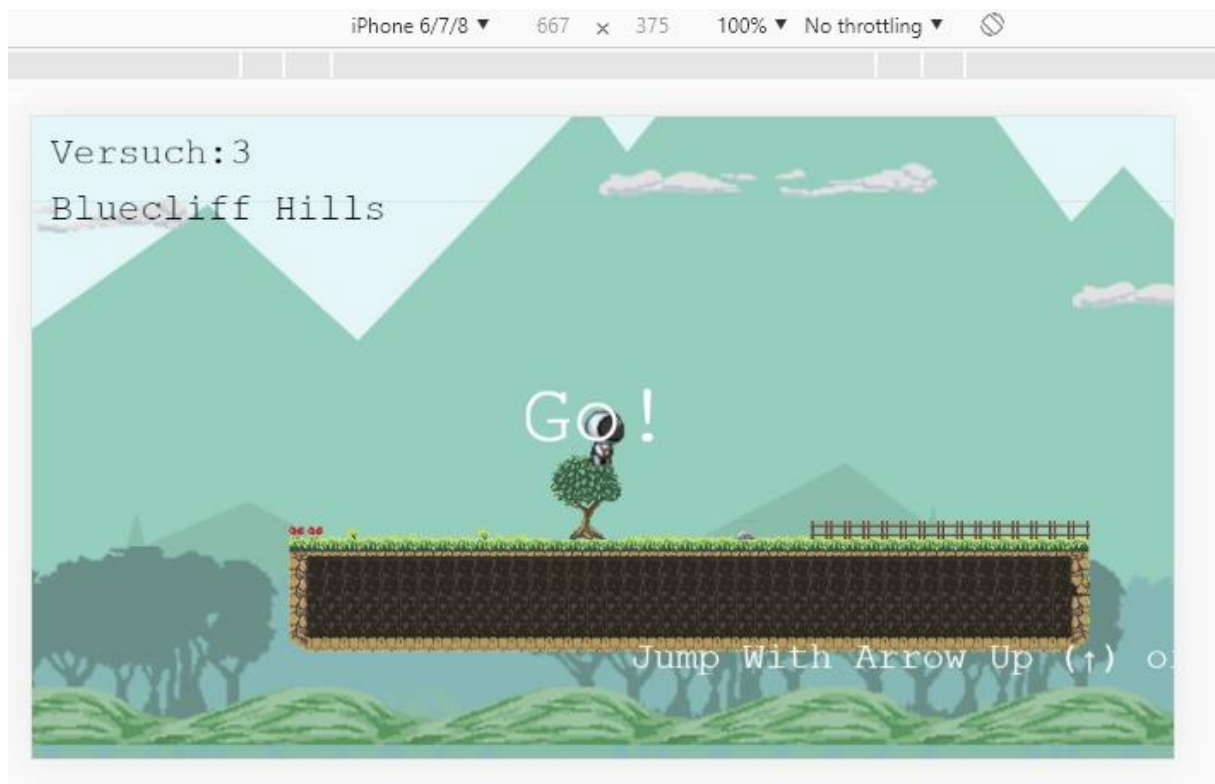 iPhone 6/7/8 ▼ 667 × 375 100% ▼ No throttling ▼
Versuch:3
Bluecliff Hills
Go!
Jump With Arrow Up (↑)